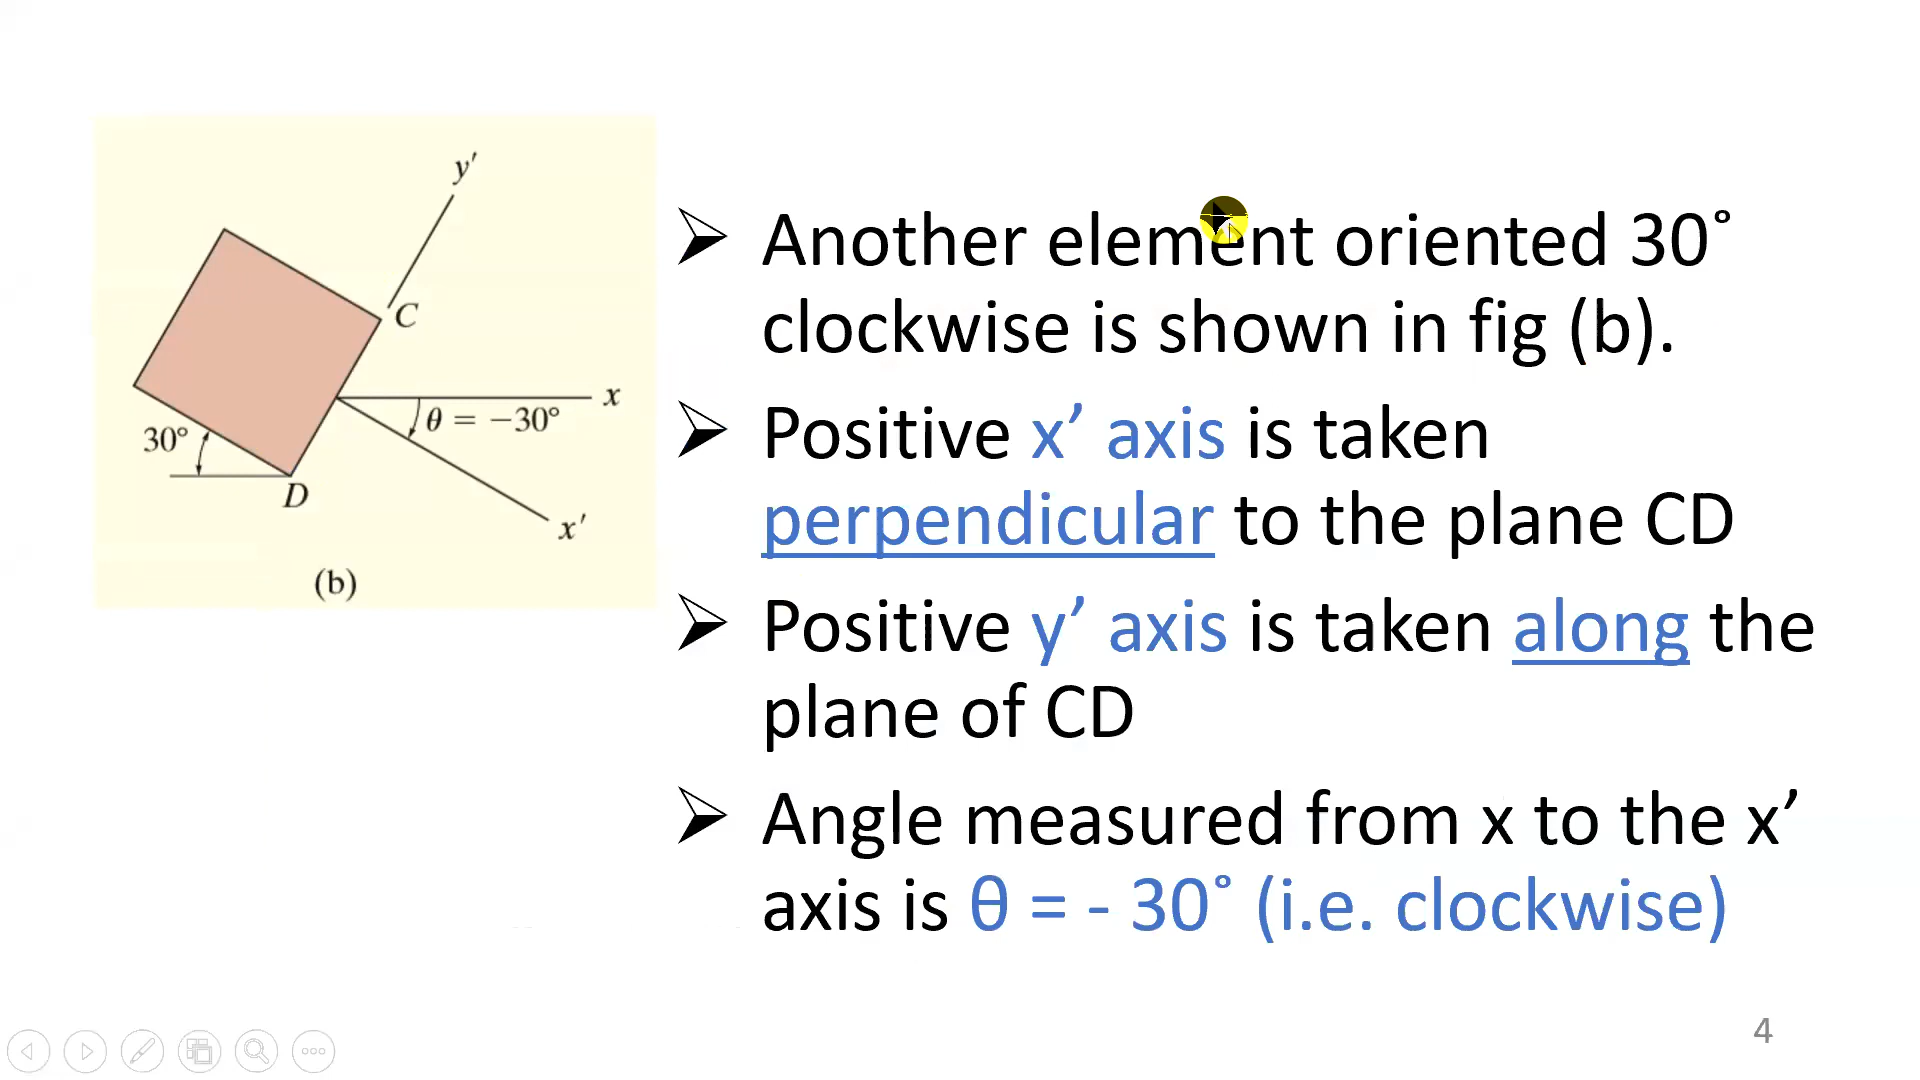 y′
C
x
θ = −30°
30°
D
x′
(b)
➢ Another element oriented 30˚
clockwise is shown in fig (b).
➢ Positive x’ axis is taken
perpendicular to the plane CD
➢ Positive y’ axis is taken along the
plane of CD
➢ Angle measured from x to the x’
axis is θ = - 30˚ (i.e. clockwise)
4